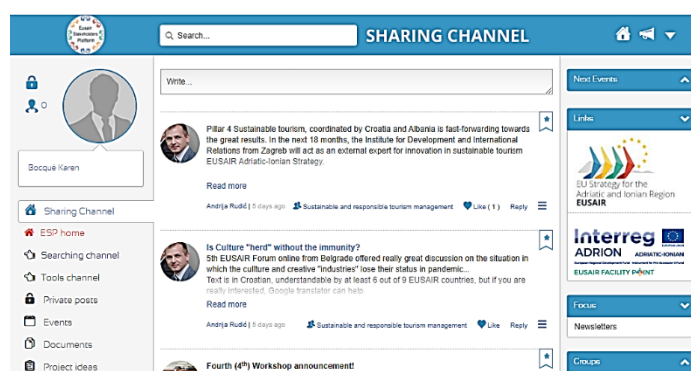 Eusair
Stakeholders
Platform
Search...
SHARING CHANNEL
Bocquè Karen
Sharing Channel
ESP home
Searching channel
Tools channel
Private posts
Events
Documents
Project ideas
Write...
Pillar 4 Sustainable tourism, coordinated by Croatia and Albania is fast-forwarding towards
the great results. In the next 18 months, the Institute for Development and International
Relations from Zagreb will act as an external expert for innovation in sustainable tourism
EUSAIR Adriatic-Ionian Strategy.
Read more
Andrija Rudić | 5 days ago Sustainable and responsible tourism management Like ( 1 ) Reply
Is Culture "herd" without the immunity?
5th EUSAIR Forum online from Belgrade offered really great discussion on the situation in
which the culture and creative "industries" lose their status in pandemic...
Text is in Croatian, understandable by at least 6 out of 9 EUSAIR countries, but if you are
really interested, Google translator can help.
Read more
Andrija Rudić | 6 days ago Sustainable and responsible tourism management Like Reply
Fourth (4th) Workshop announcement!
Next Events
Links
EU Strategy for the
Adriatic and Ionian Region
EUSAIR
Interreg
ADRION ADRIATIC-IONIAN
EUSAIR FACILITY POINT
Focus
Newsletters
Groups